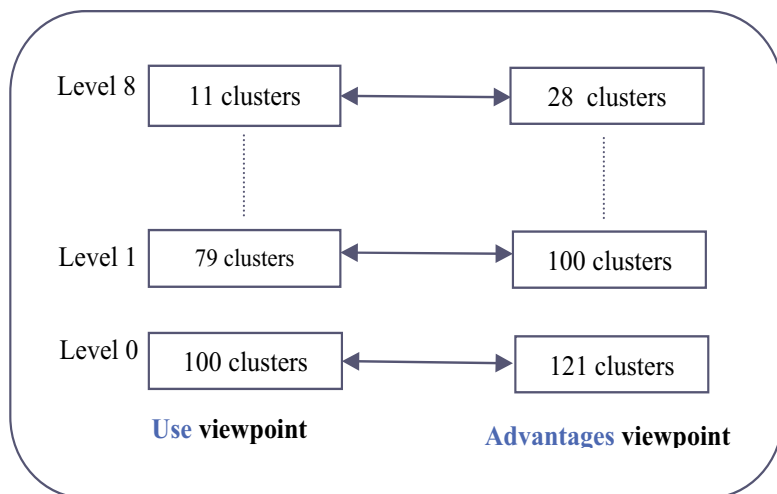 Level 8
11 clusters
28 clusters
Level 1
79 clusters
100 clusters
Level 0
100 clusters
121 clusters
Use viewpoint
Advantages viewpoint